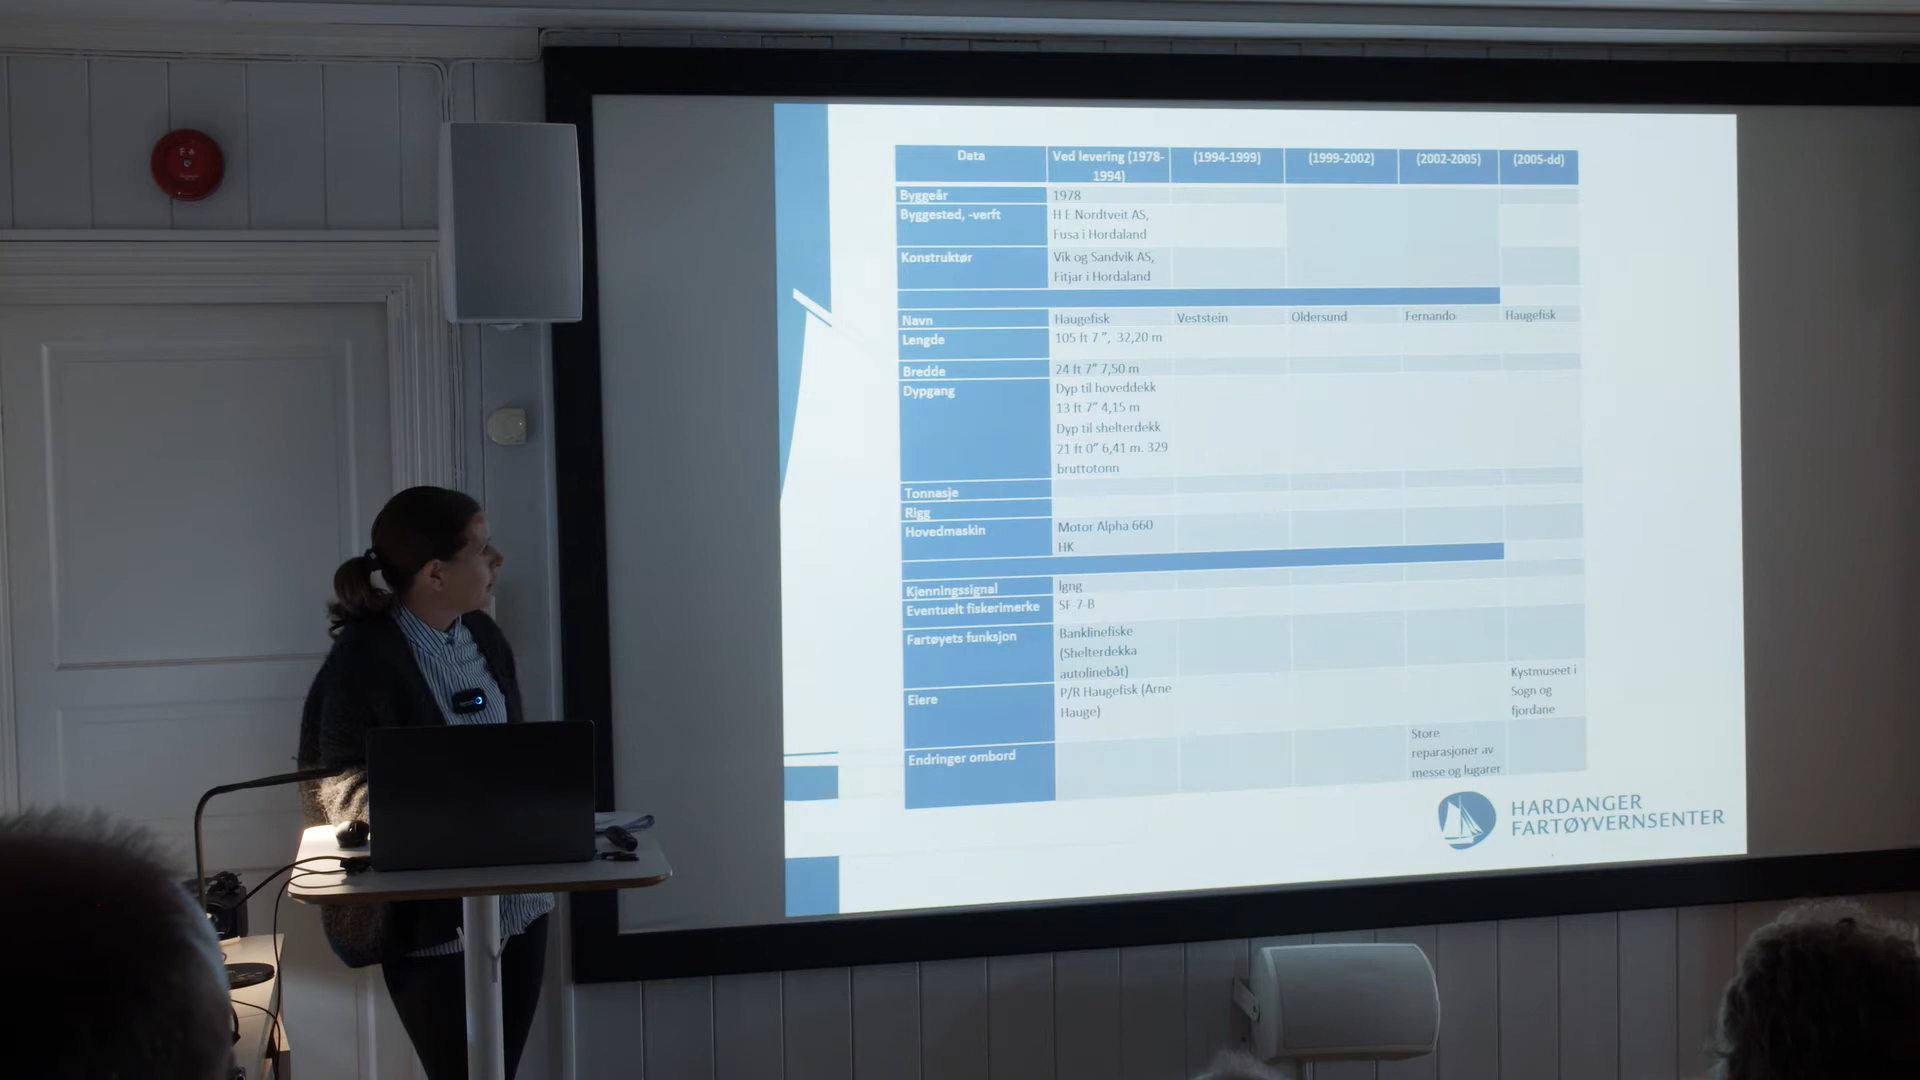 Data Ved levering (1978- (1994-1999) (1999-2002) (2002-2005) (2005-dd)
1994)
Byggeår 1978
Byggested, -verft H E Nordtveit AS,
Fusa i Hordaland
Konstruktør Vik og Sandvik AS,
Fitjar i Hordaland
Navn Haugefisk Veststein Oldersund Fernando Haugefisk
Lengde 105 ft 7 ”, 32,20 m
Bredde 24 ft 7” 7,50 m
Dypgang Dyp til hoveddekk
13 ft 7” 4,15 m
Dyp til shelterdekk
21 ft 0” 6,41 m. 329
bruttotonn
Tonnasje
Rigg
Hovedmaskin Motor Alpha 660
HK
Kjenningssignal lgng
Eventuelt fiskerimerke SF-7-B
Fartøyets funksjon Banklinefiske
(Shelterdekka
autolinebåt)
Eiere P/R Haugefisk (Arne
Hauge)
Kystmuseet i
Sogn og
fjordane
Endringer ombord Store
reparasjoner av
messe og lugarer
HARDANGER
FARTØYVERNSENTER